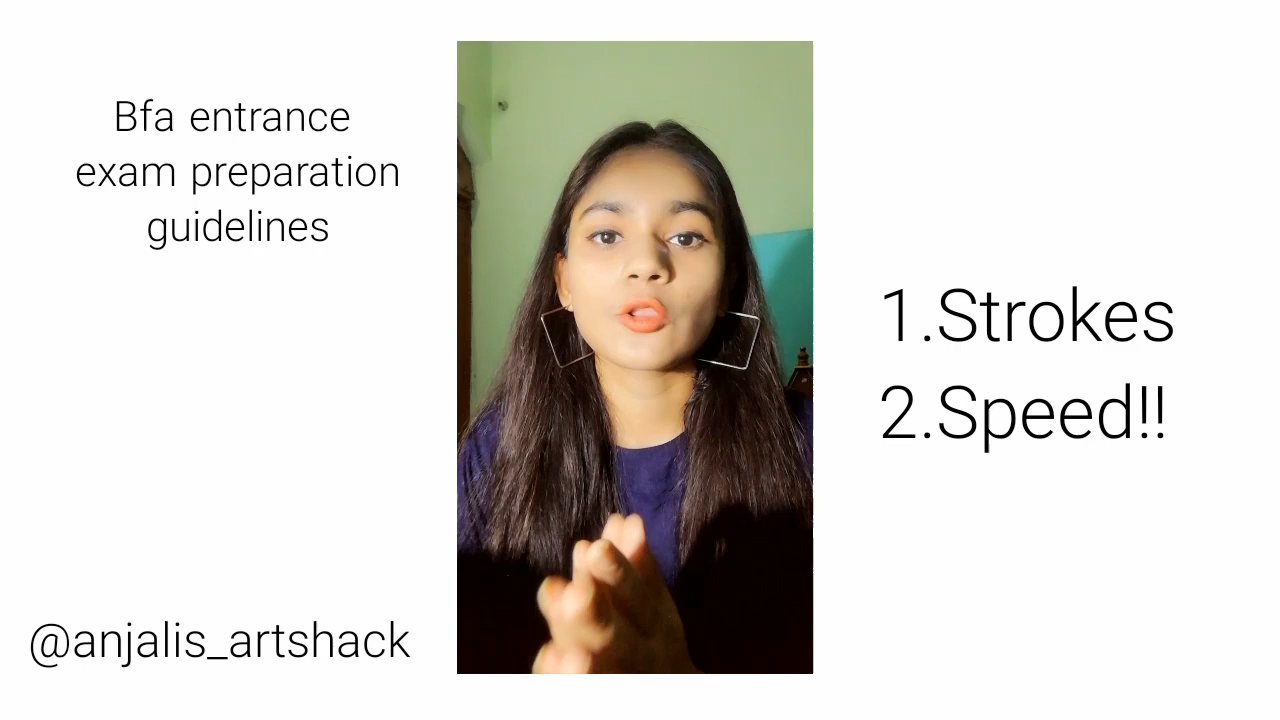 Bfa entrance
exam preparation
guidelines
1.Strokes
2.Speed!!
@anjalis_artshack